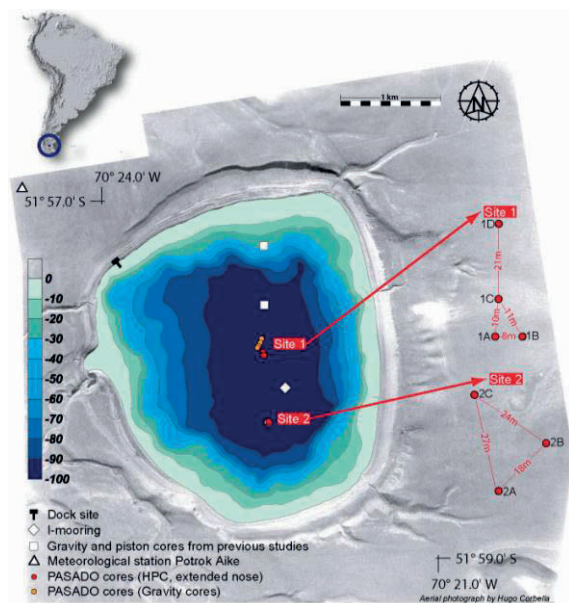 1 km
N
70° 24.0' W
51° 57.0' S
Site 1
1D
21m
1C
10m
11m
1A
8m
1B
Site 2
2C
24m
27m
2B
18m
2A
Site 1
Site 2
0
-10
-20
-30
-40
-50
-60
-70
-80
-90
-100
Dock site
I-mooring
Gravity and piston cores from previous studies
Meteorological station Potrok Aike
PASADO cores (HPC, extended nose)
PASADO cores (Gravity cores)
51° 59.0' S
70° 21.0' W
Aerial photograph by Hugo Corbella